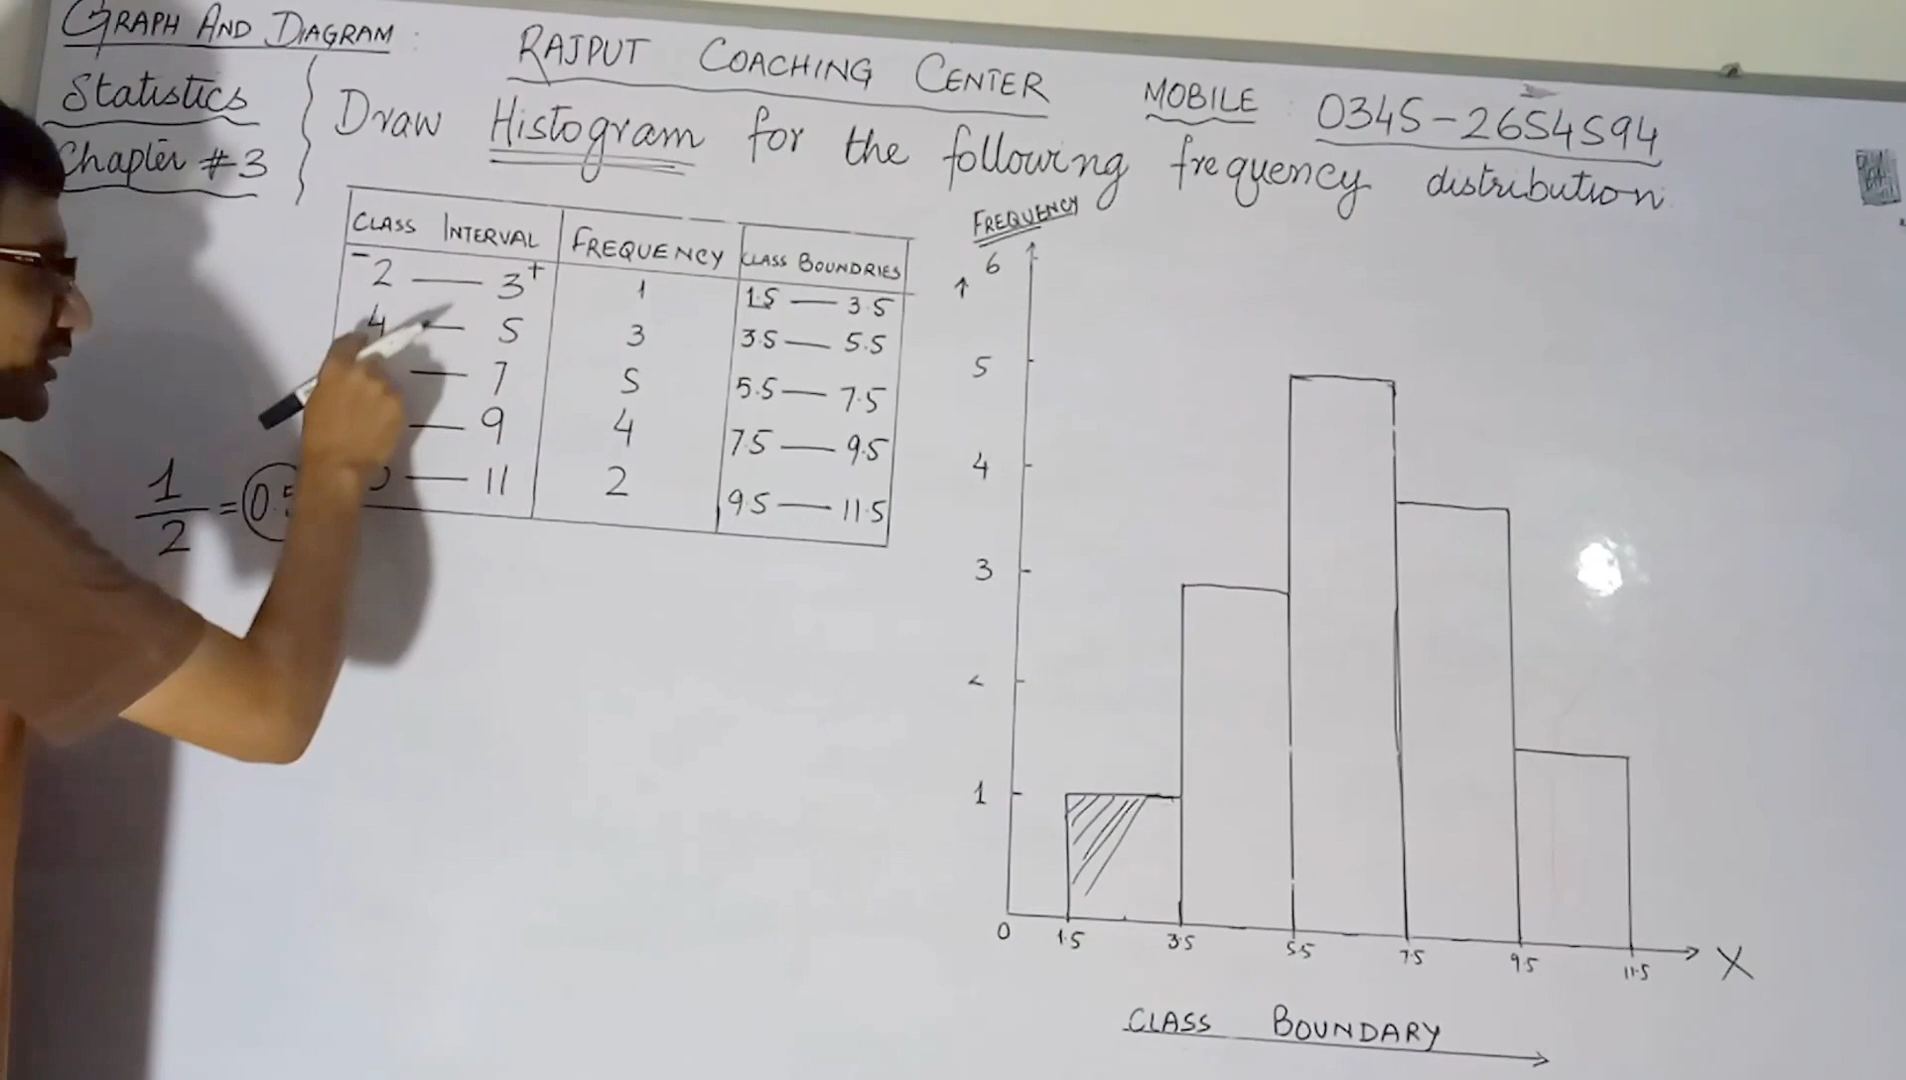 GRAPH AND DIAGRAM :
RAJPUT COACHING CENTER MOBILE : 0345-2654594
Statistics
Chapter #3
Draw Histogram for the following frequency distribution
CLASS INTERVAL FREQUENCY CLASS BOUNDRIES
-2 — 3+ 1 1.5 — 3.5
4 — 5 3 3.5 — 5.5
— 7 5 5.5 — 7.5
— 9 4 7.5 — 9.5
— 11 2 9.5 — 11.5
1/2 = 0.5
FREQUENCY
6
5
4
3
1
0 1.5 3.5 5.5 7.5 9.5 11.5 X
CLASS BOUNDARY